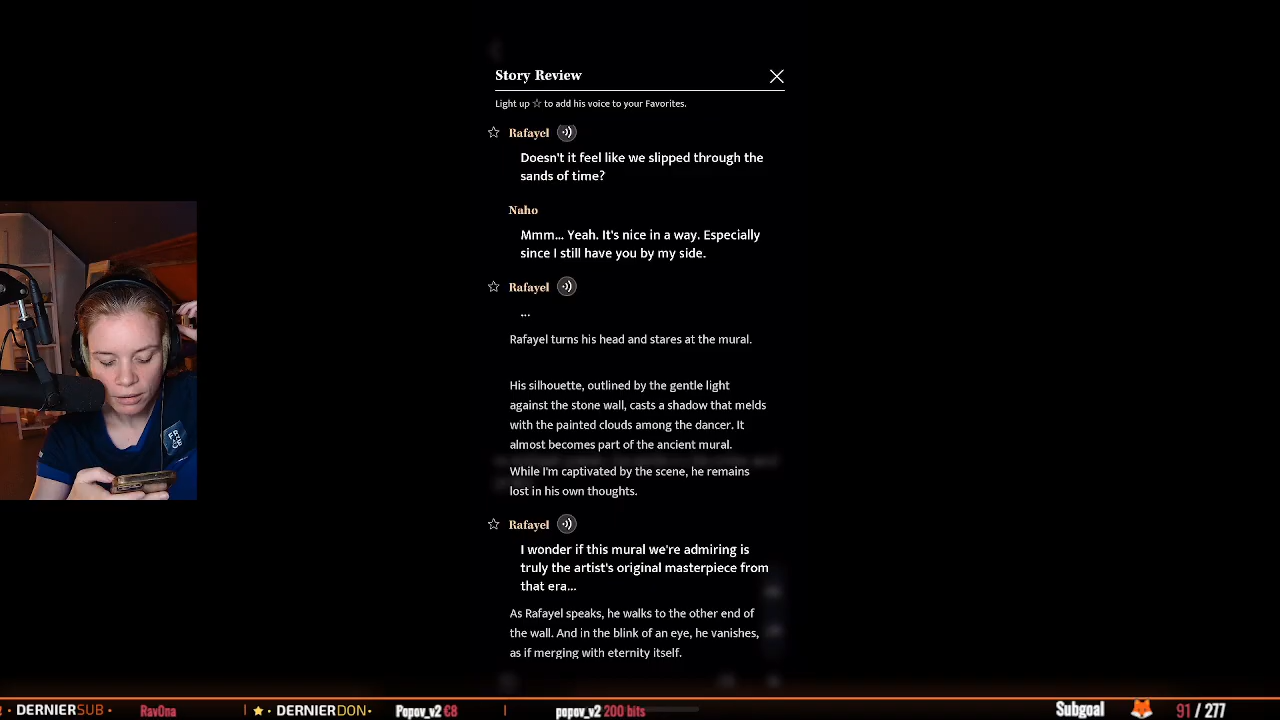 Story Review
Light up ☆ to add his voice to your Favorites.
Rafayel
Doesn't it feel like we slipped through the
sands of time?
Naho
Mmm... Yeah. It's nice in a way. Especially
since I still have you by my side.
Rafayel
...
Rafayel turns his head and stares at the mural.
His silhouette, outlined by the gentle light
against the stone wall, casts a shadow that melds
with the painted clouds among the dancer. It
almost becomes part of the ancient mural.
While I'm captivated by the scene, he remains
lost in his own thoughts.
Rafayel
I wonder if this mural we're admiring is
truly the artist's original masterpiece from
that era...
As Rafayel speaks, he walks to the other end of
the wall. And in the blink of an eye, he vanishes,
as if merging with eternity itself.
• DERNIERSUB • RavOna ★ • DERNIERDON • Popov_v2 €8 popov_v2 200 bits Subgoal 91 / 277